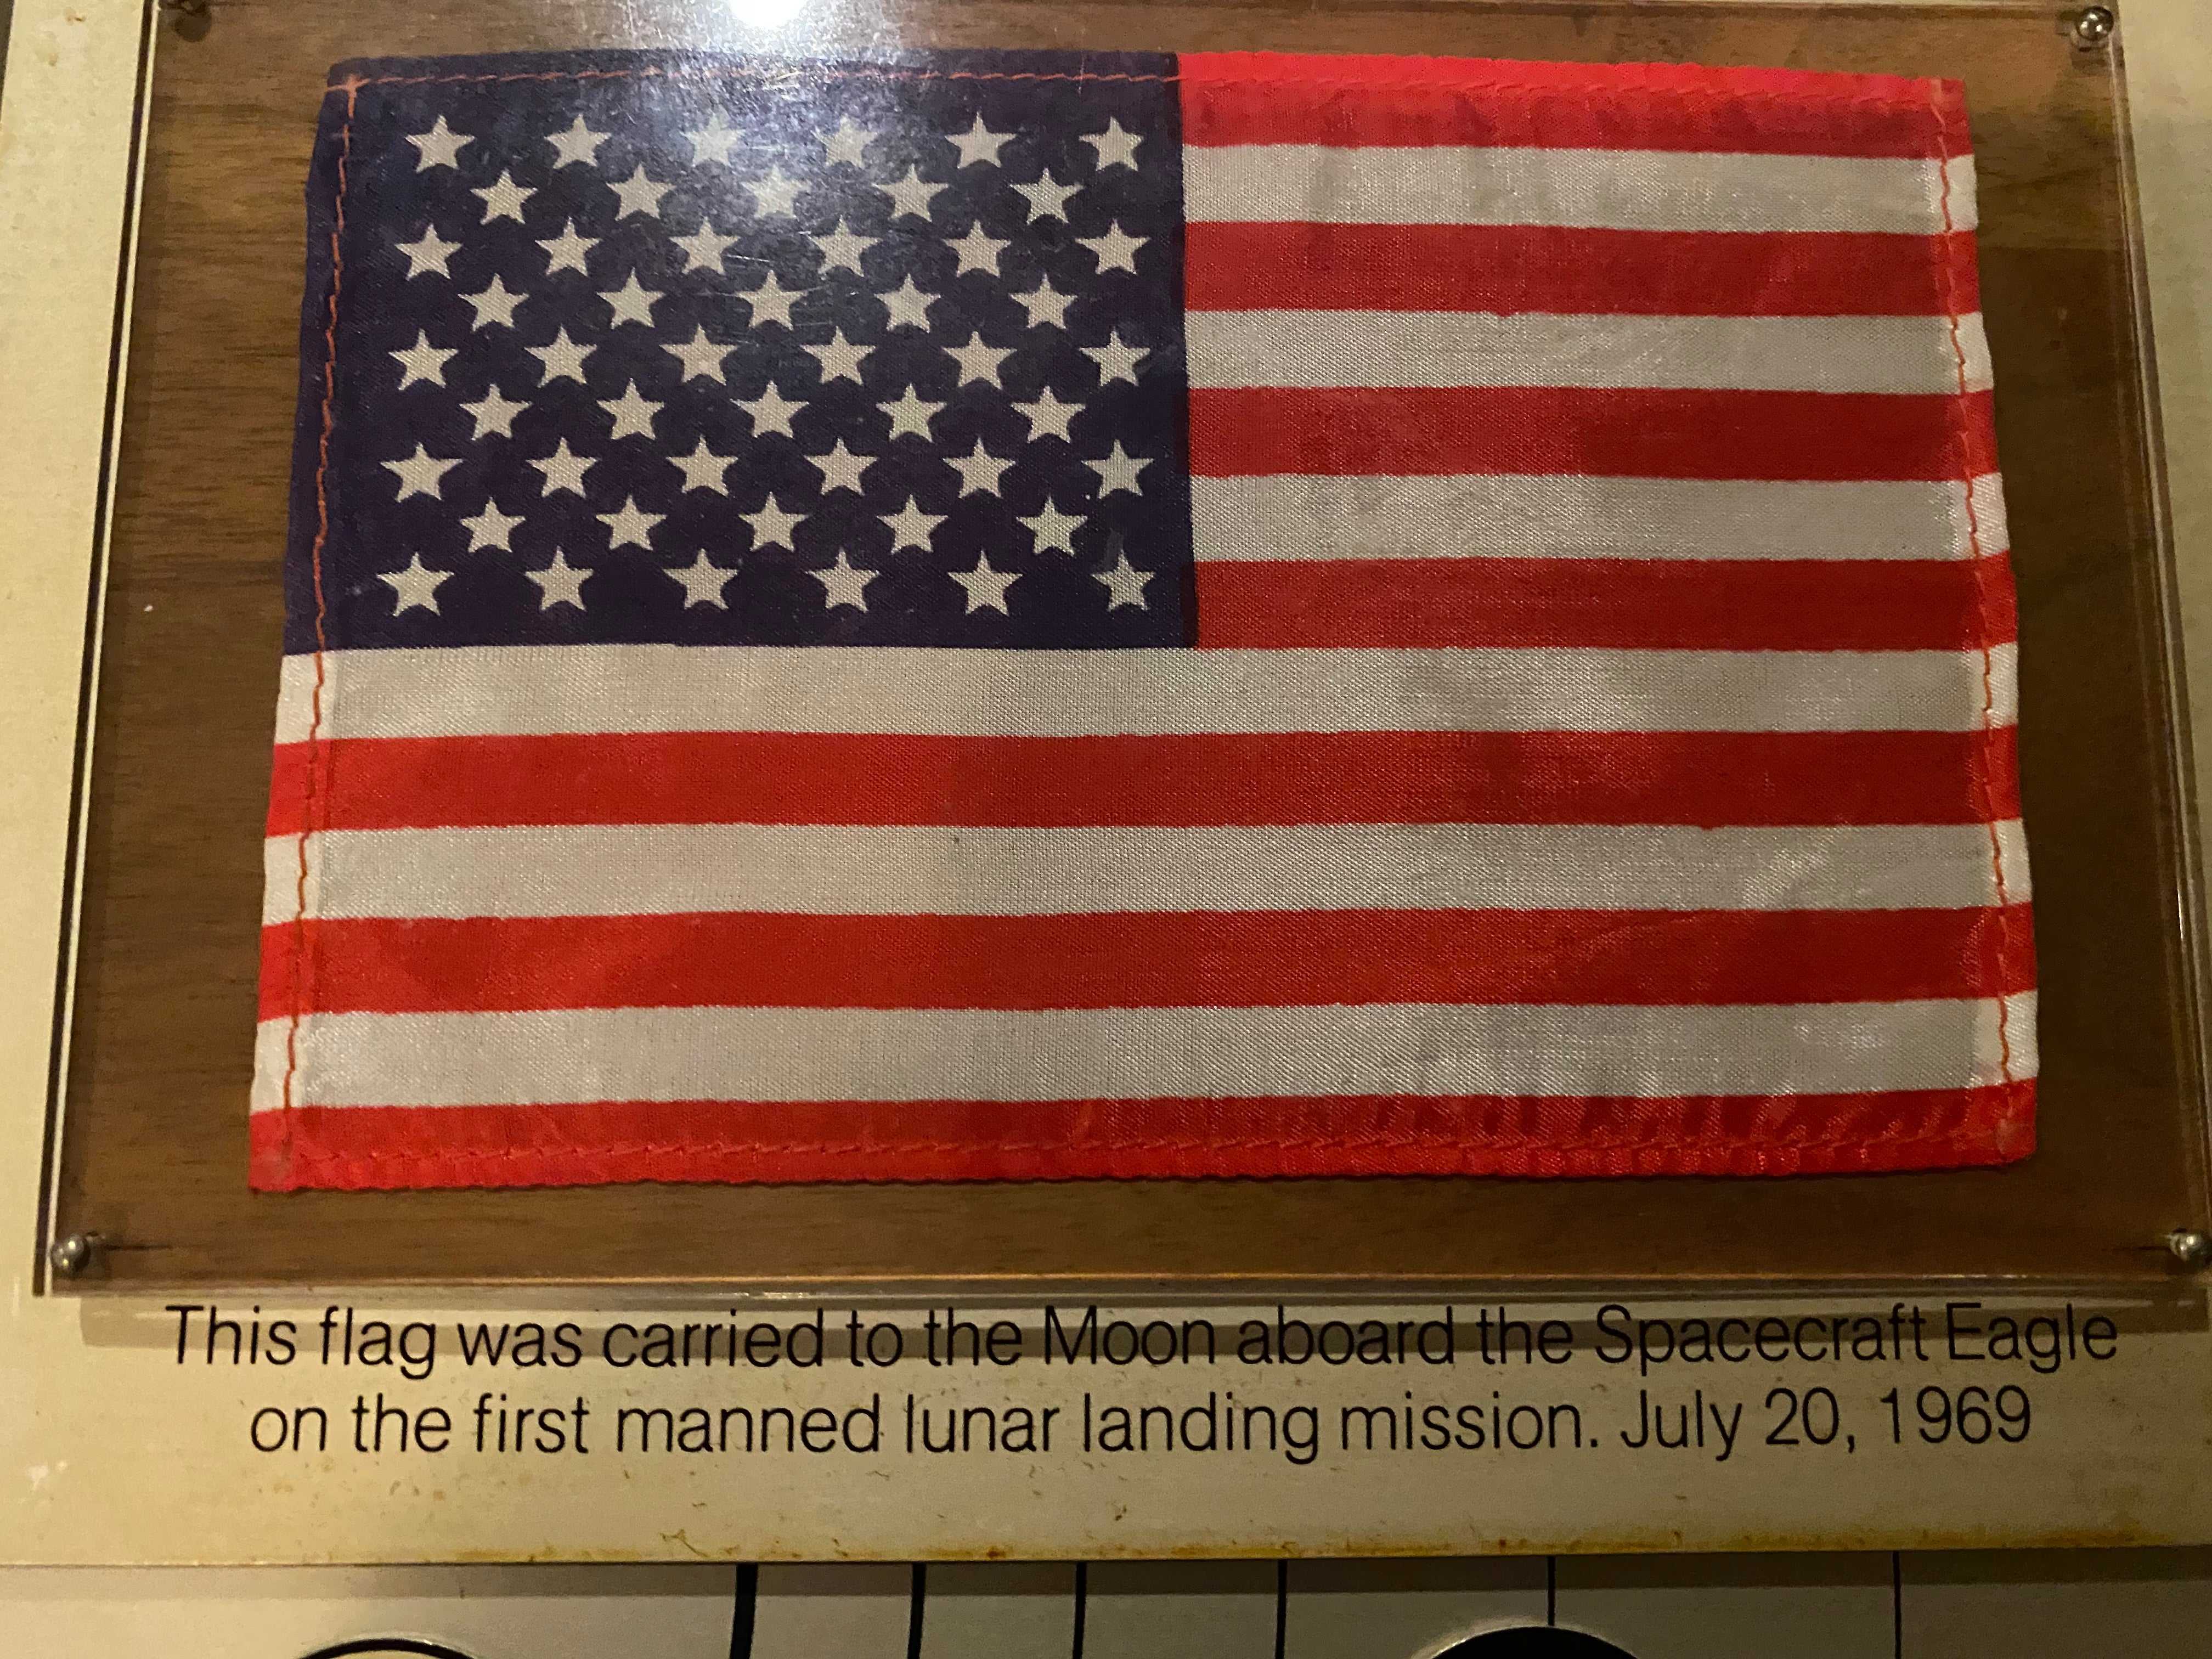 This flag was carried to the Moon aboard the Spacecraft Eagle
on the first manned lunar landing mission. July 20, 1969